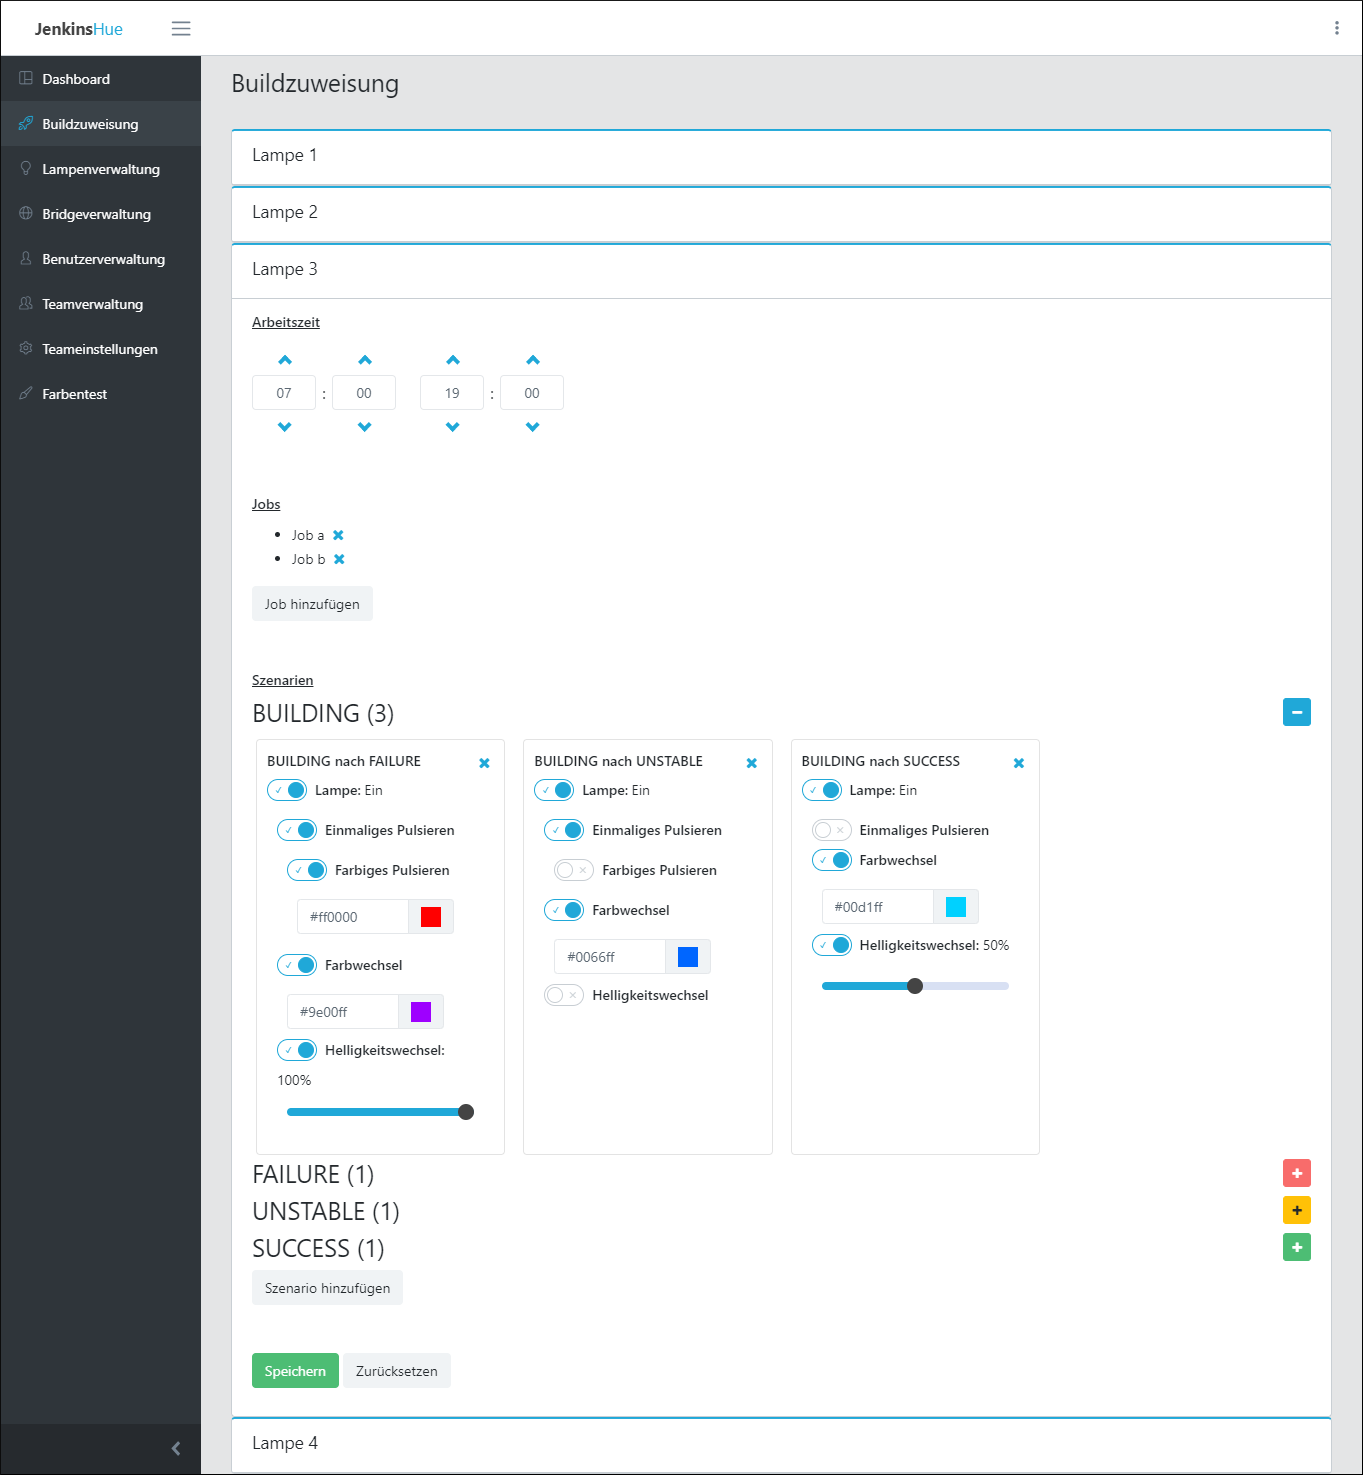 JenkinsHue
Dashboard
Buildzuweisung
Lampenverwaltung
Bridgeverwaltung
Benutzerverwaltung
Teamverwaltung
Teameinstellungen
Farbentest
Buildzuweisung
Lampe 1
Lampe 2
Lampe 3
Arbeitszeit
07 : 00 19 : 00
Jobs
Job a
Job b
Job hinzufügen
Szenarien
BUILDING (3)
BUILDING nach FAILURE
Lampe: Ein
Einmaliges Pulsieren
Farbiges Pulsieren
#ff0000
Farbwechsel
#9e00ff
Helligkeitswechsel:
100%
BUILDING nach UNSTABLE
Lampe: Ein
Einmaliges Pulsieren
Farbiges Pulsieren
Farbwechsel
#0066ff
Helligkeitswechsel
BUILDING nach SUCCESS
Lampe: Ein
Einmaliges Pulsieren
Farbwechsel
#00d1ff
Helligkeitswechsel: 50%
FAILURE (1)
UNSTABLE (1)
SUCCESS (1)
Szenario hinzufügen
Speichern Zurücksetzen
Lampe 4